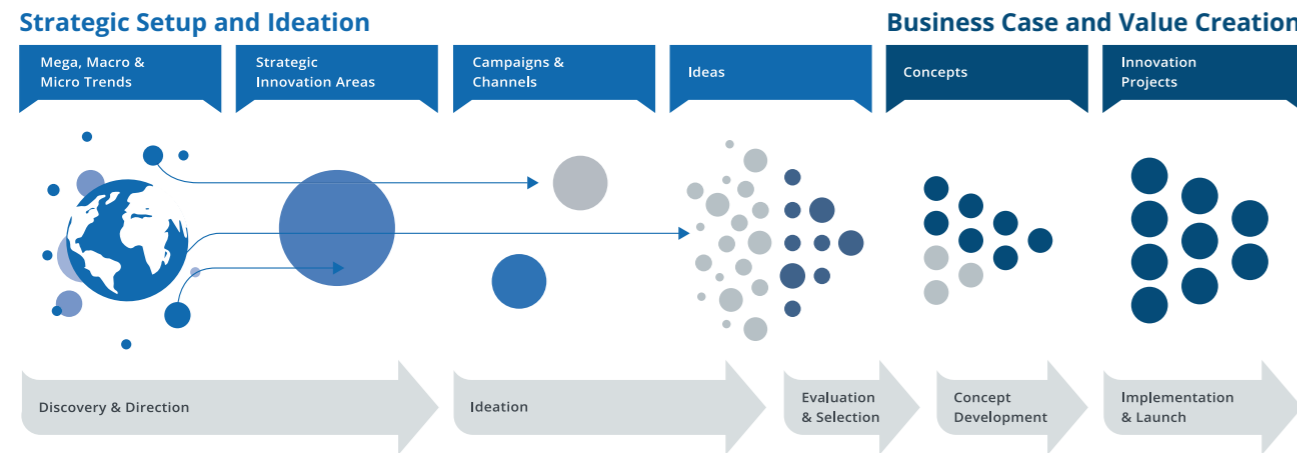 Strategic Setup and Ideation
Business Case and Value Creation
Mega, Macro &
Micro Trends
Strategic
Innovation Areas
Campaigns &
Channels
Ideas
Concepts
Innovation
Projects
Discovery & Direction
Ideation
Evaluation
& Selection
Concept
Development
Implementation
& Launch